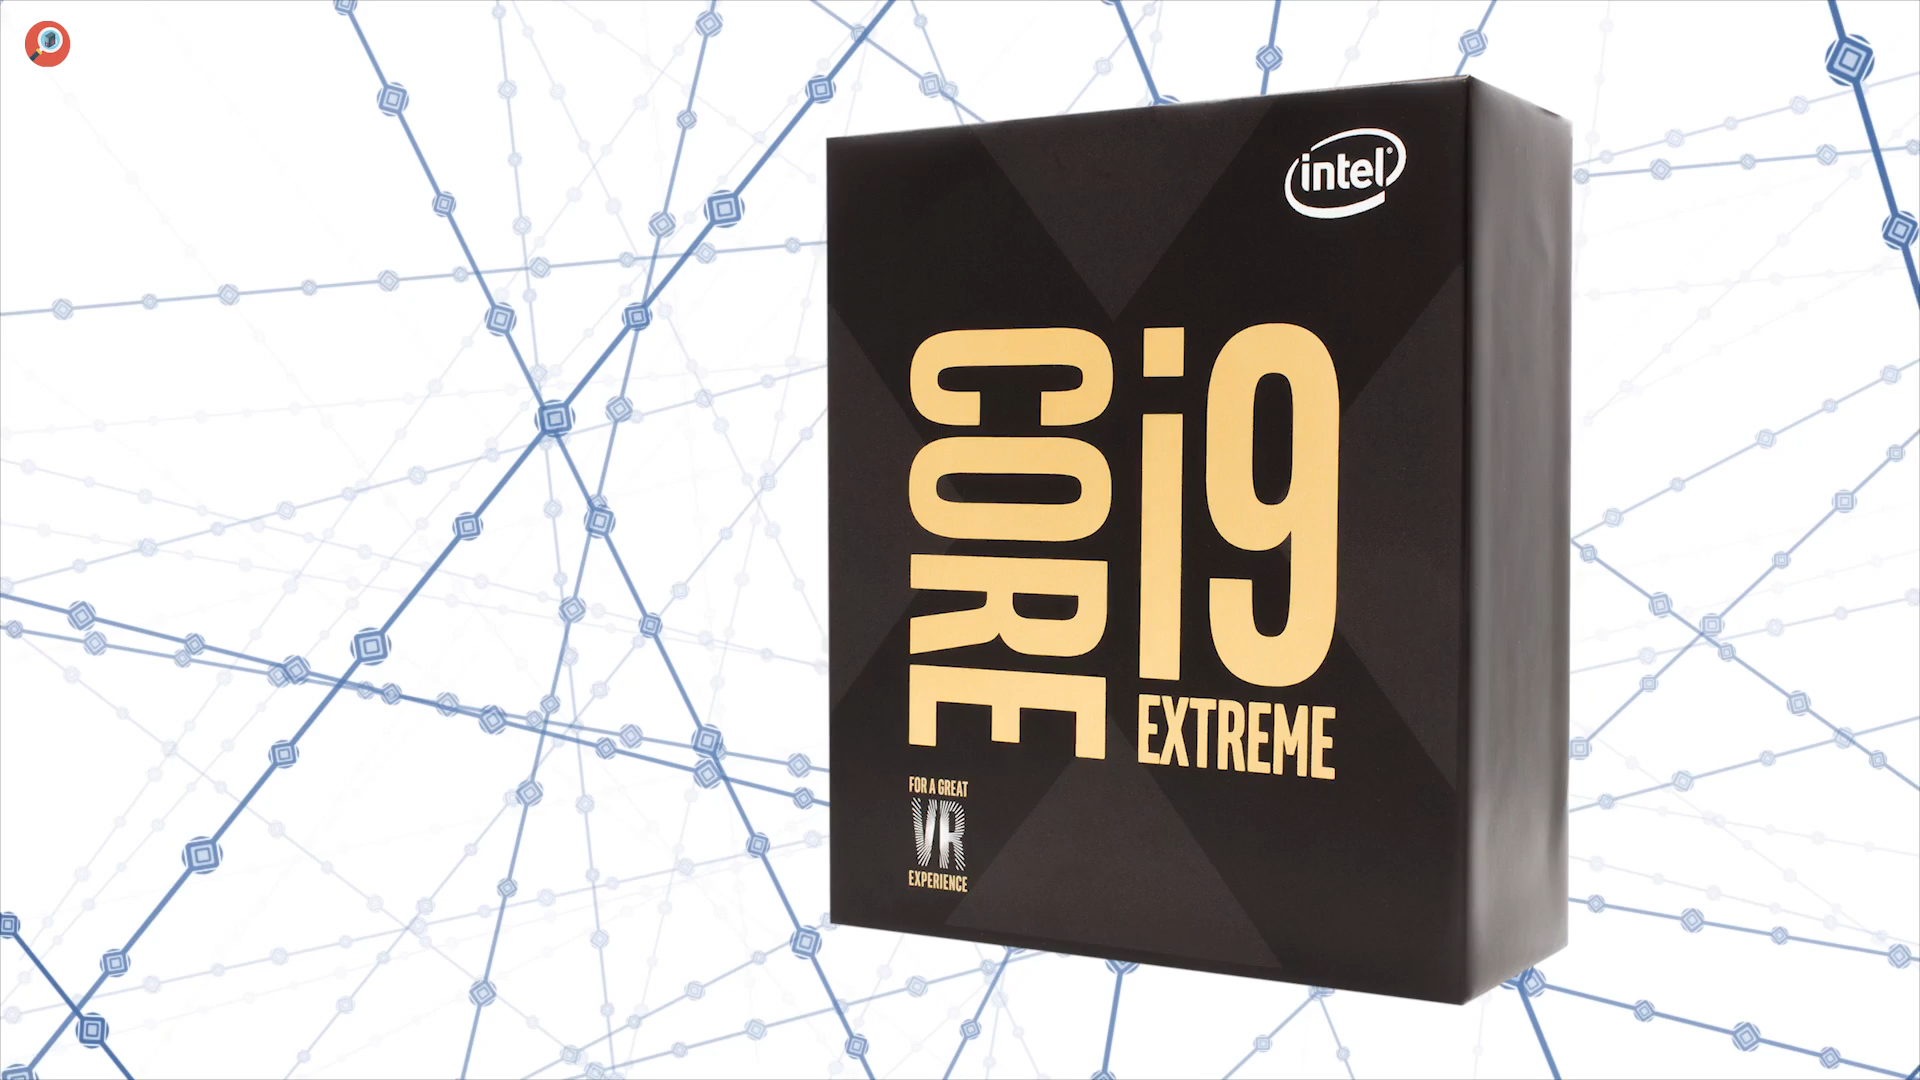 intel®
CORE i9
EXTREME
FOR A GREAT
VR
EXPERIENCE